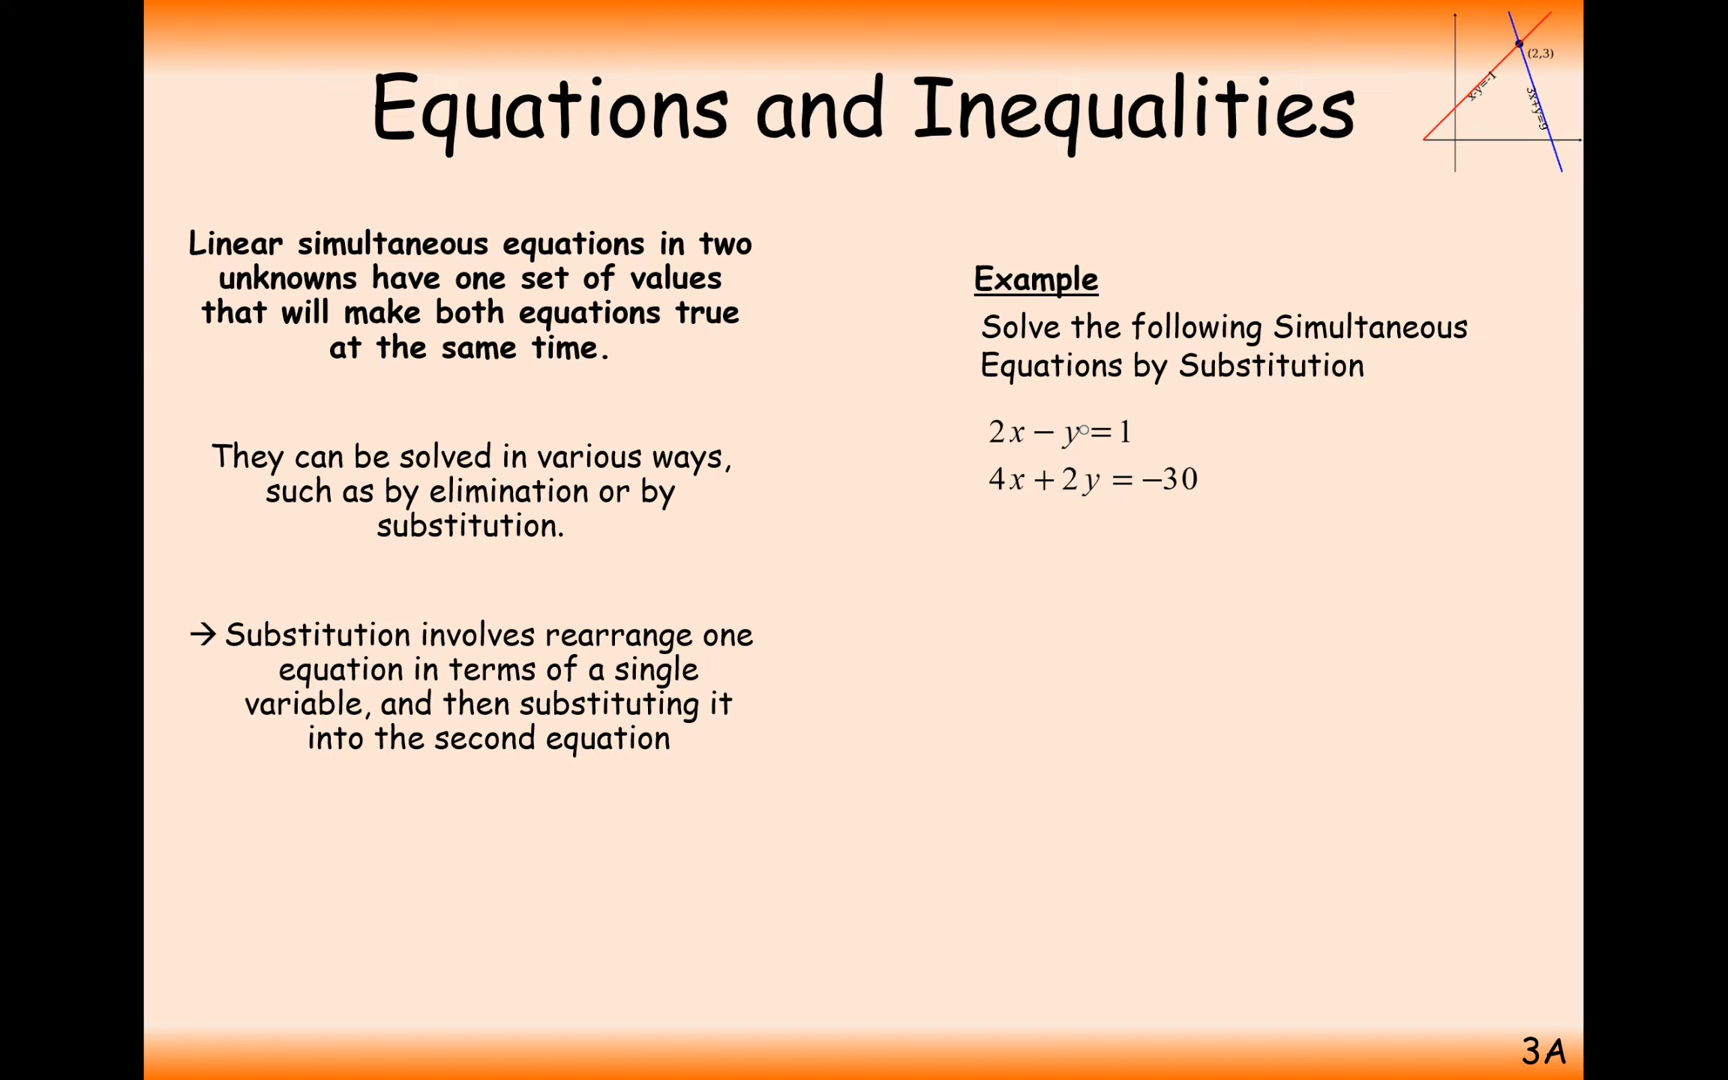 Equations and Inequalities
(2,3)
x-y=-1
3x+y=9
Linear simultaneous equations in two
unknowns have one set of values
that will make both equations true
at the same time.
They can be solved in various ways,
such as by elimination or by
substitution.
→ Substitution involves rearrange one
equation in terms of a single
variable, and then substituting it
into the second equation
Example
Solve the following Simultaneous
Equations by Substitution
2x − y = 1
4x + 2y = −30
3A